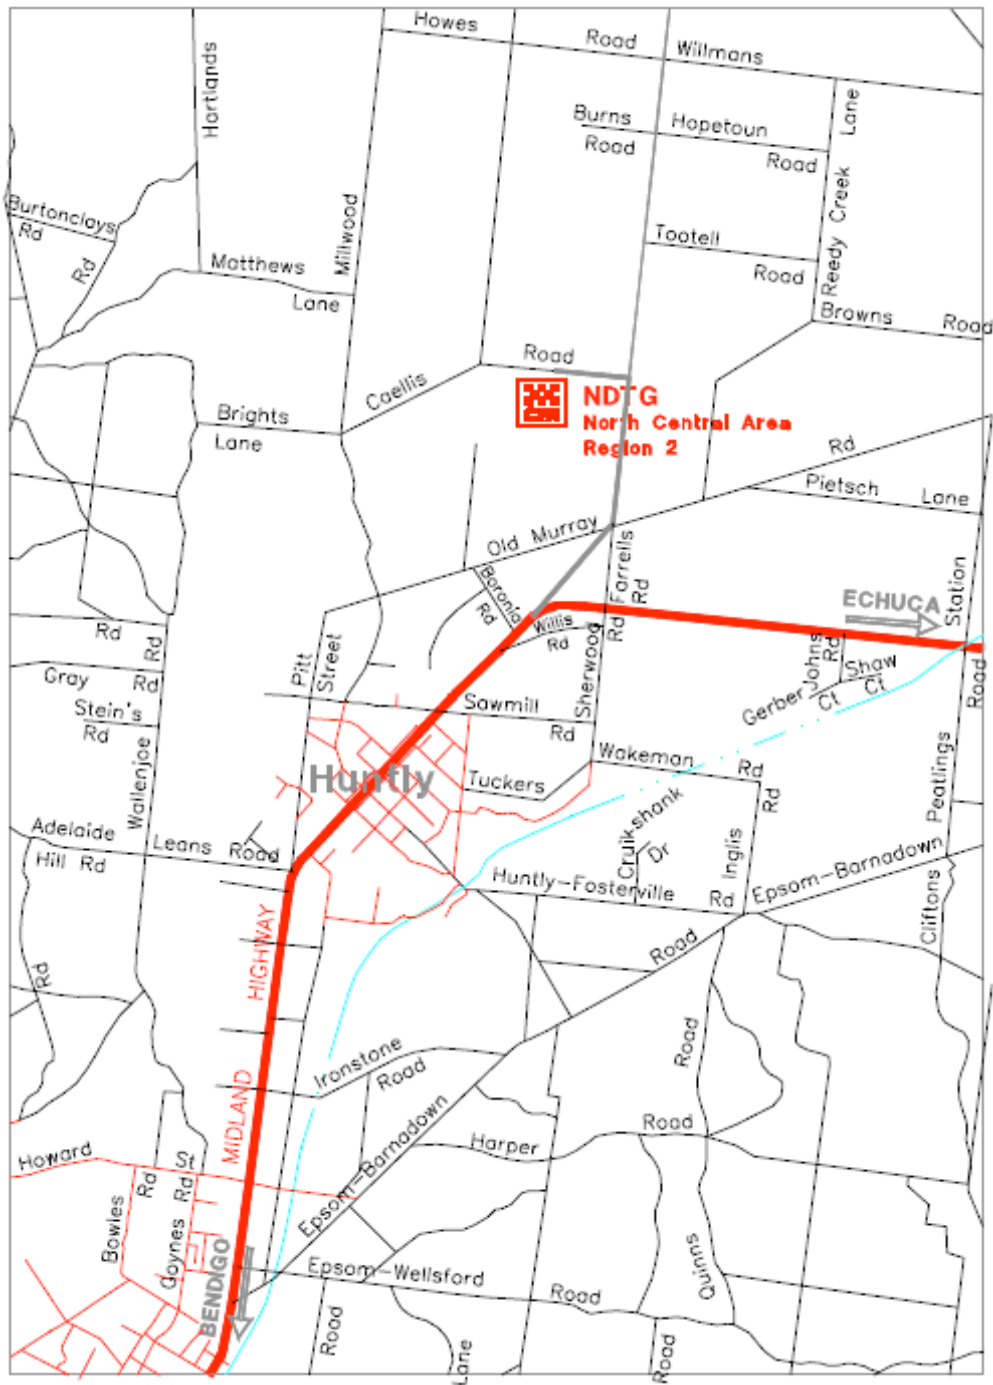 Howes Road Willmans
Hartlands
Lane
Burns Hopetoun
Road Road
Burtonclays
Rd
Rd
Millwood
Reedy Creek
Tootell
Road
Matthews
Lane
Browns Road
Road
Caellis
NDTG
North Central Area
Region 2
Brights
Lane
Rd
Pietsch Lane
Old Murray
Farrells
Rd
Boronia
Rd
Willis
Rd
Rd
Sherwood
ECHUCA
Station
Road
Rd
Rd
Gray Rd
Pitt
Street
Johns
Rd
Shaw
Ct
Gerber
Ct
Stein's
Rd
Sawmill
Rd
Wallenjoe
Huntly
Tuckers
Wakeman Rd
Rd
Peatlings
Adelaide
Hill Rd
Leans Road
Cruikshank
Dr
Inglis
Huntly-Fosterville Rd
Epsom-Barnadown
Road
Cliftons
Rd
HIGHWAY
MIDLAND
Ironstone
Road
Road
Epsom-Barnadown
Harper Road
Howard St
Rd
Rd
Bowles
Goynes
BENDIGO
Epsom-Wellsford
Road
Quinns
Road
Lane
Road